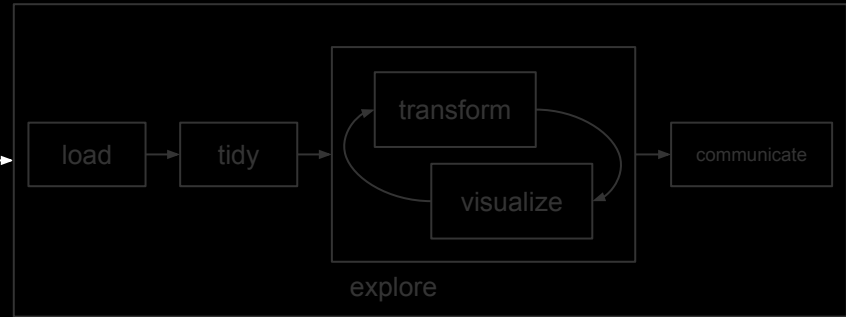 load
tidy
transform
visualize
communicate
explore